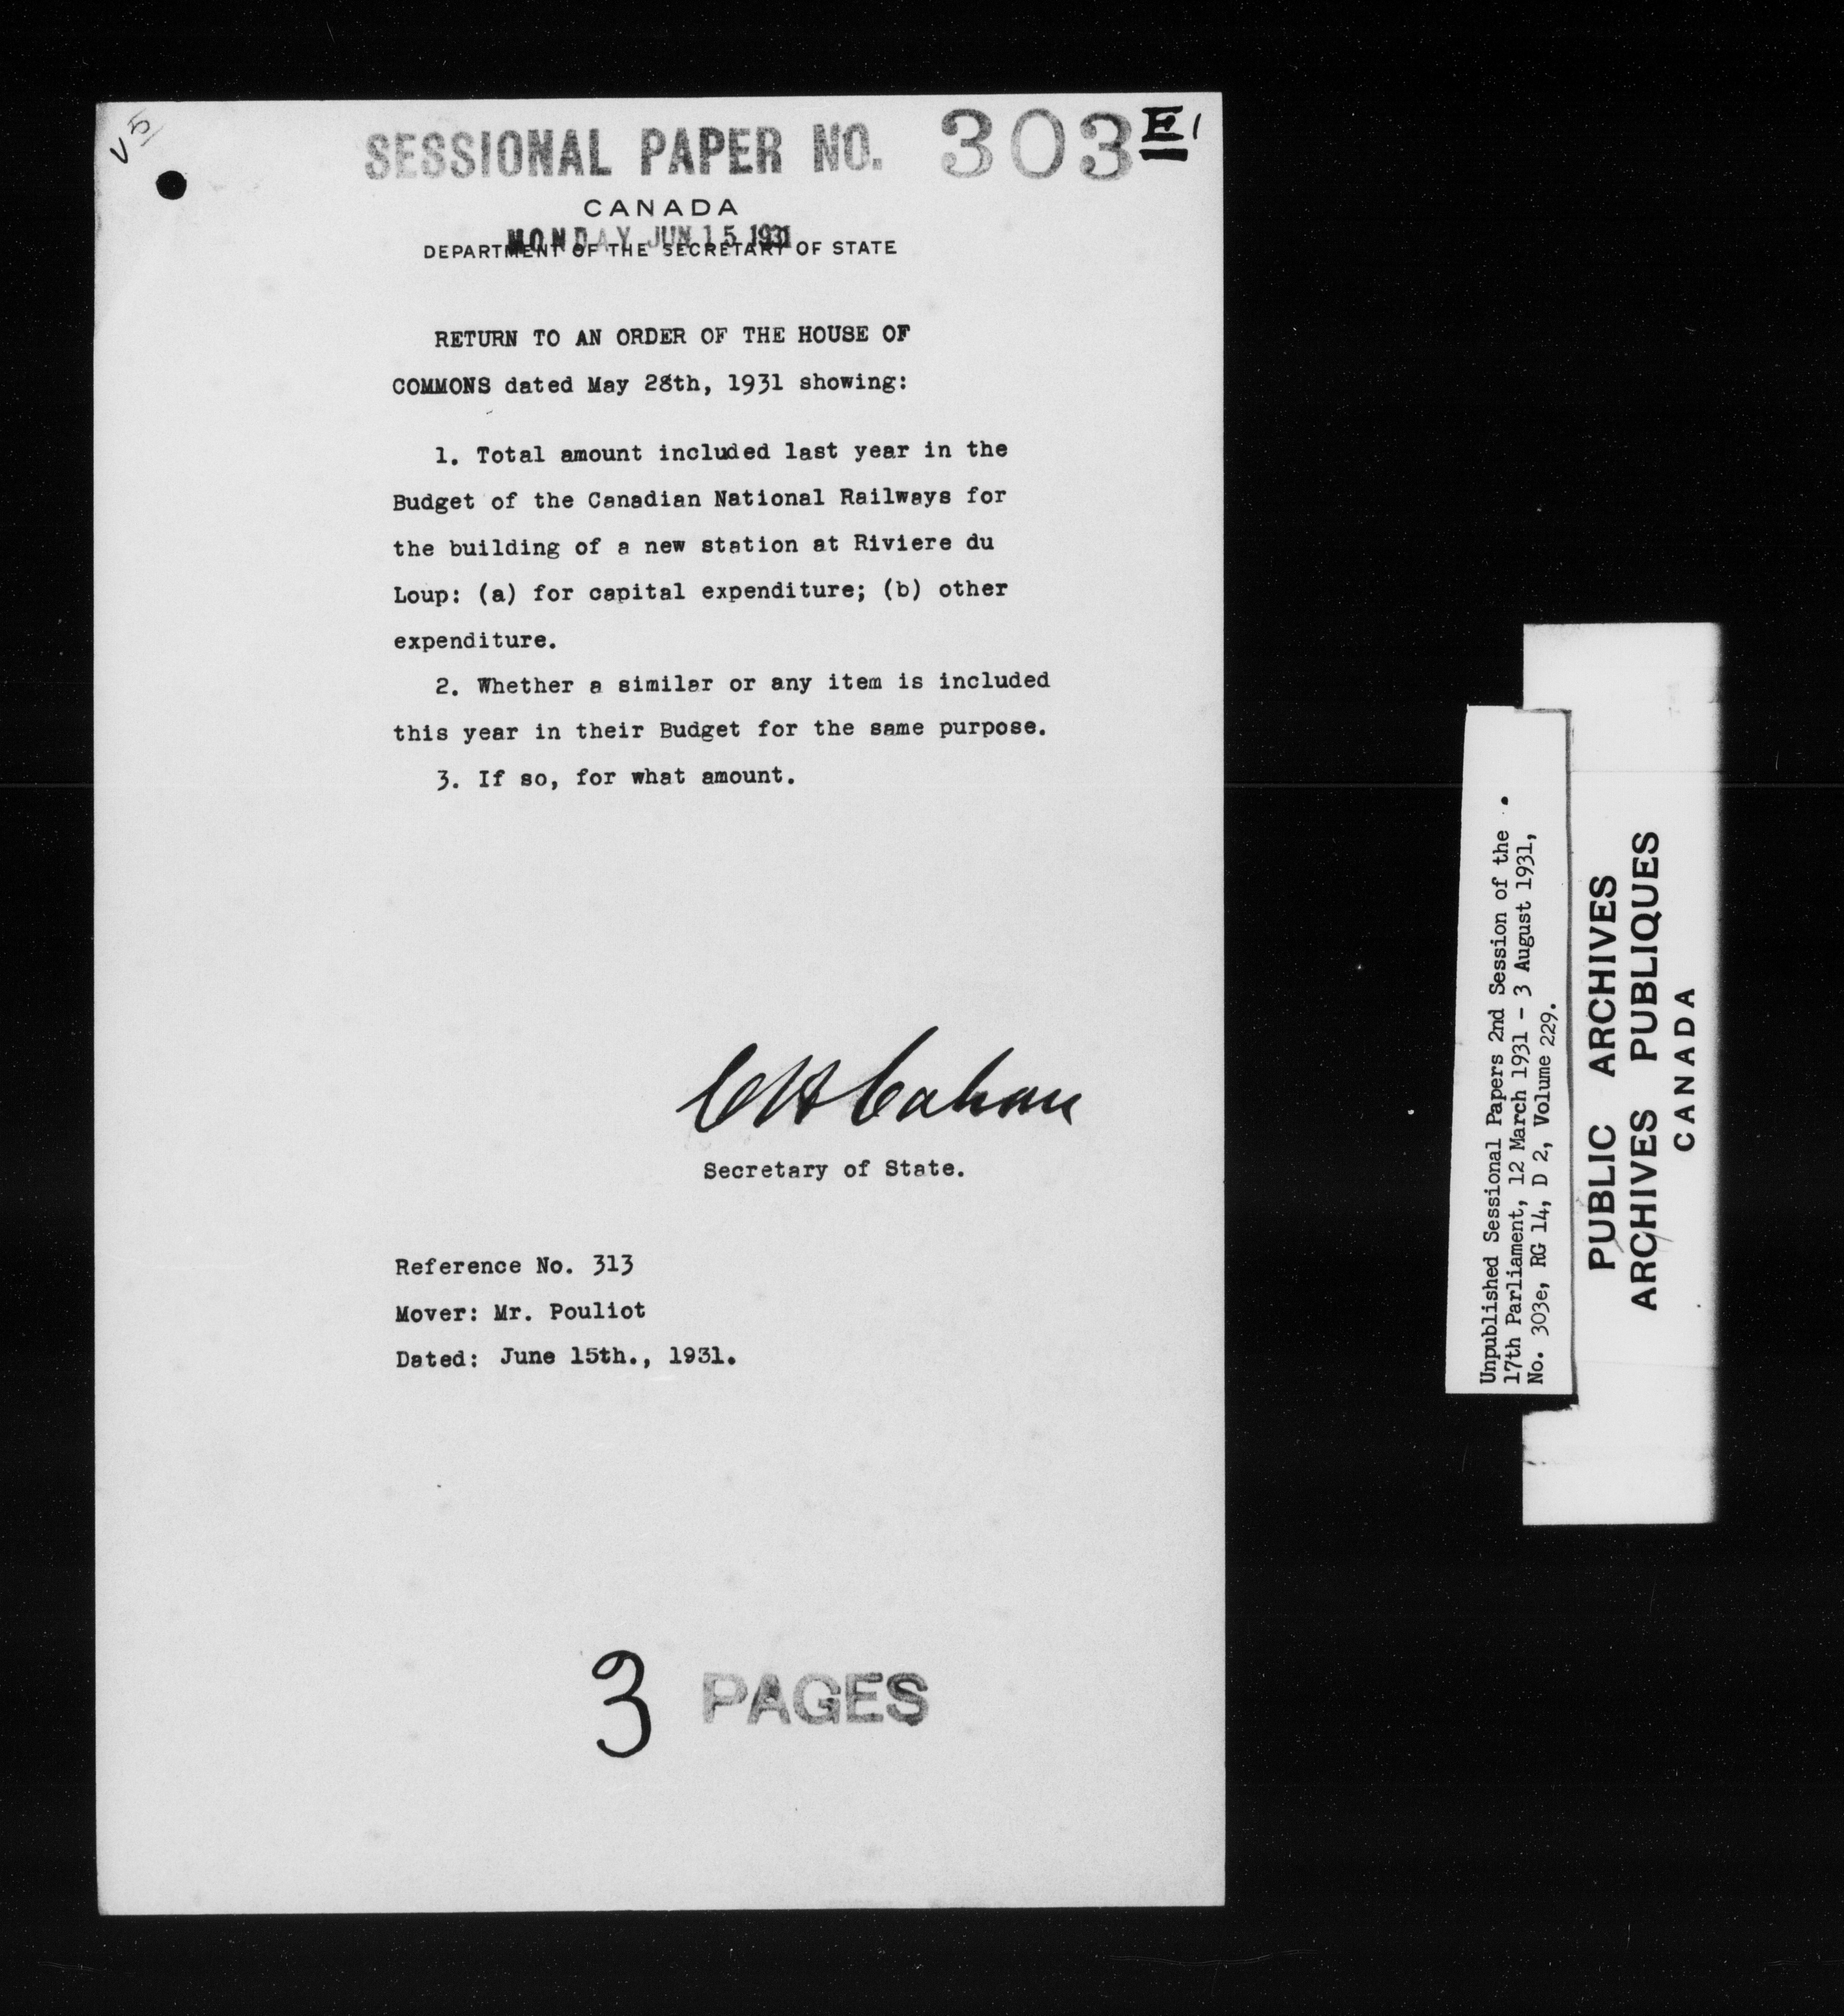 V 5
SESSIONAL PAPER NO. 303 E 1
CANADA
MONDAY JUN 15 1931
DEPARTMENT OF THE SECRETARY OF STATE
RETURN TO AN ORDER OF THE HOUSE OF
COMMONS dated May 28th, 1931 showing:
1. Total amount included last year in the
Budget of the Canadian National Railways for
the building of a new station at Riviere du
Loup: (a) for capital expenditure; (b) other
expenditure.
2. Whether a similar or any item is included
this year in their Budget for the same purpose.
3. If so, for what amount.
C H Cahan
Secretary of State.
Reference No. 313
Mover: Mr. Pouliot
Dated: June 15th., 1931.
3 PAGES
Unpublished Sessional Papers 2nd Session of the
17th Parliament, 12 March 1931 - 3 August 1931,
No. 303e, RG 14, D 2, Volume 229.
PUBLIC ARCHIVES
ARCHIVES PUBLIQUES
CANADA